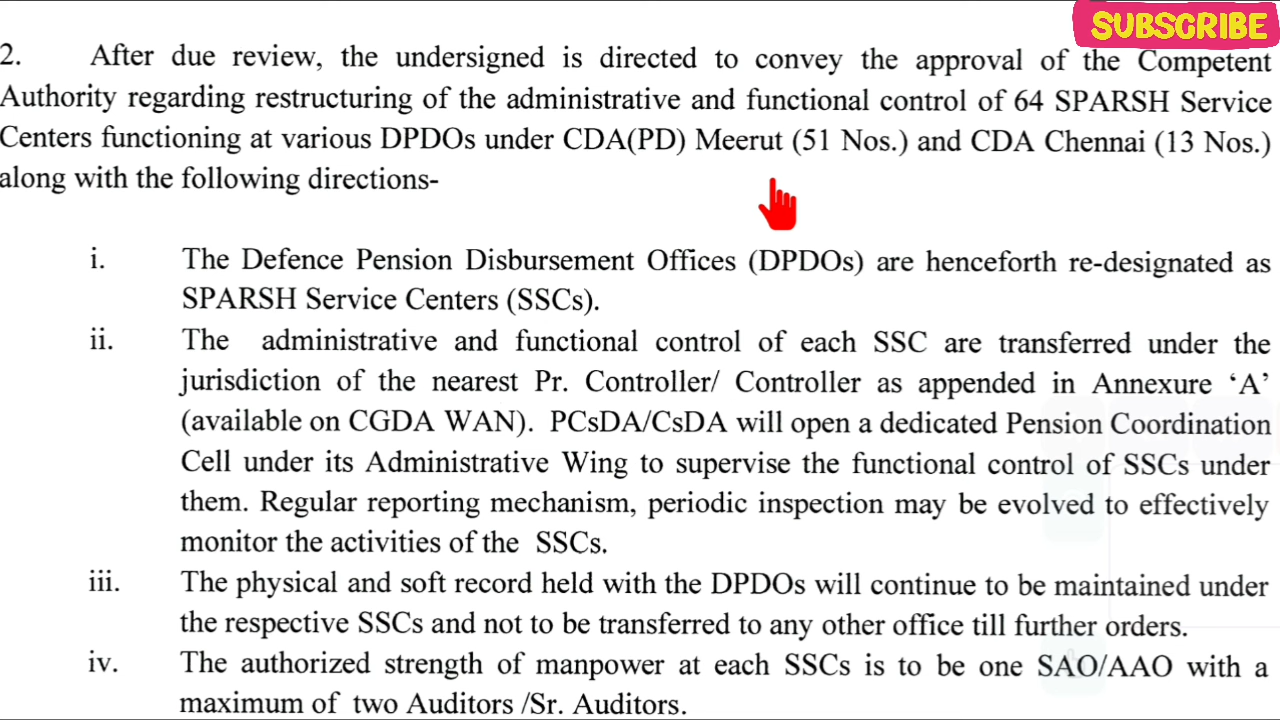 SUBSCRIBE
2. After due review, the undersigned is directed to convey the approval of the Competent
Authority regarding restructuring of the administrative and functional control of 64 SPARSH Service
Centers functioning at various DPDOs under CDA(PD) Meerut (51 Nos.) and CDA Chennai (13 Nos.)
along with the following directions-
i. The Defence Pension Disbursement Offices (DPDOs) are henceforth re-designated as
SPARSH Service Centers (SSCs).
ii. The administrative and functional control of each SSC are transferred under the
jurisdiction of the nearest Pr. Controller/ Controller as appended in Annexure ‘A’
(available on CGDA WAN). PCsDA/CsDA will open a dedicated Pension Coordination
Cell under its Administrative Wing to supervise the functional control of SSCs under
them. Regular reporting mechanism, periodic inspection may be evolved to effectively
monitor the activities of the SSCs.
iii. The physical and soft record held with the DPDOs will continue to be maintained under
the respective SSCs and not to be transferred to any other office till further orders.
iv. The authorized strength of manpower at each SSCs is to be one SAO/AAO with a
maximum of two Auditors /Sr. Auditors.